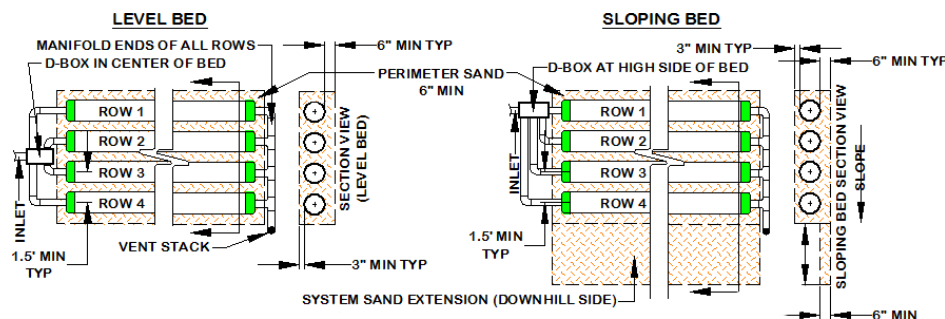 LEVEL BED
MANIFOLD ENDS OF ALL ROWS
D-BOX IN CENTER OF BED
6" MIN TYP
PERIMETER SAND
6" MIN
ROW 1
ROW 2
ROW 3
ROW 4
INLET
1.5' MIN
TYP
VENT STACK
3" MIN TYP
SECTION VIEW
(LEVEL BED)
SLOPING BED
D-BOX AT HIGH SIDE OF BED
3" MIN TYP
6" MIN TYP
ROW 1
ROW 2
ROW 3
ROW 4
INLET
1.5' MIN
TYP
SYSTEM SAND EXTENSION (DOWNHILL SIDE)
SLOPING BED SECTION VIEW
SLOPE
6" MIN